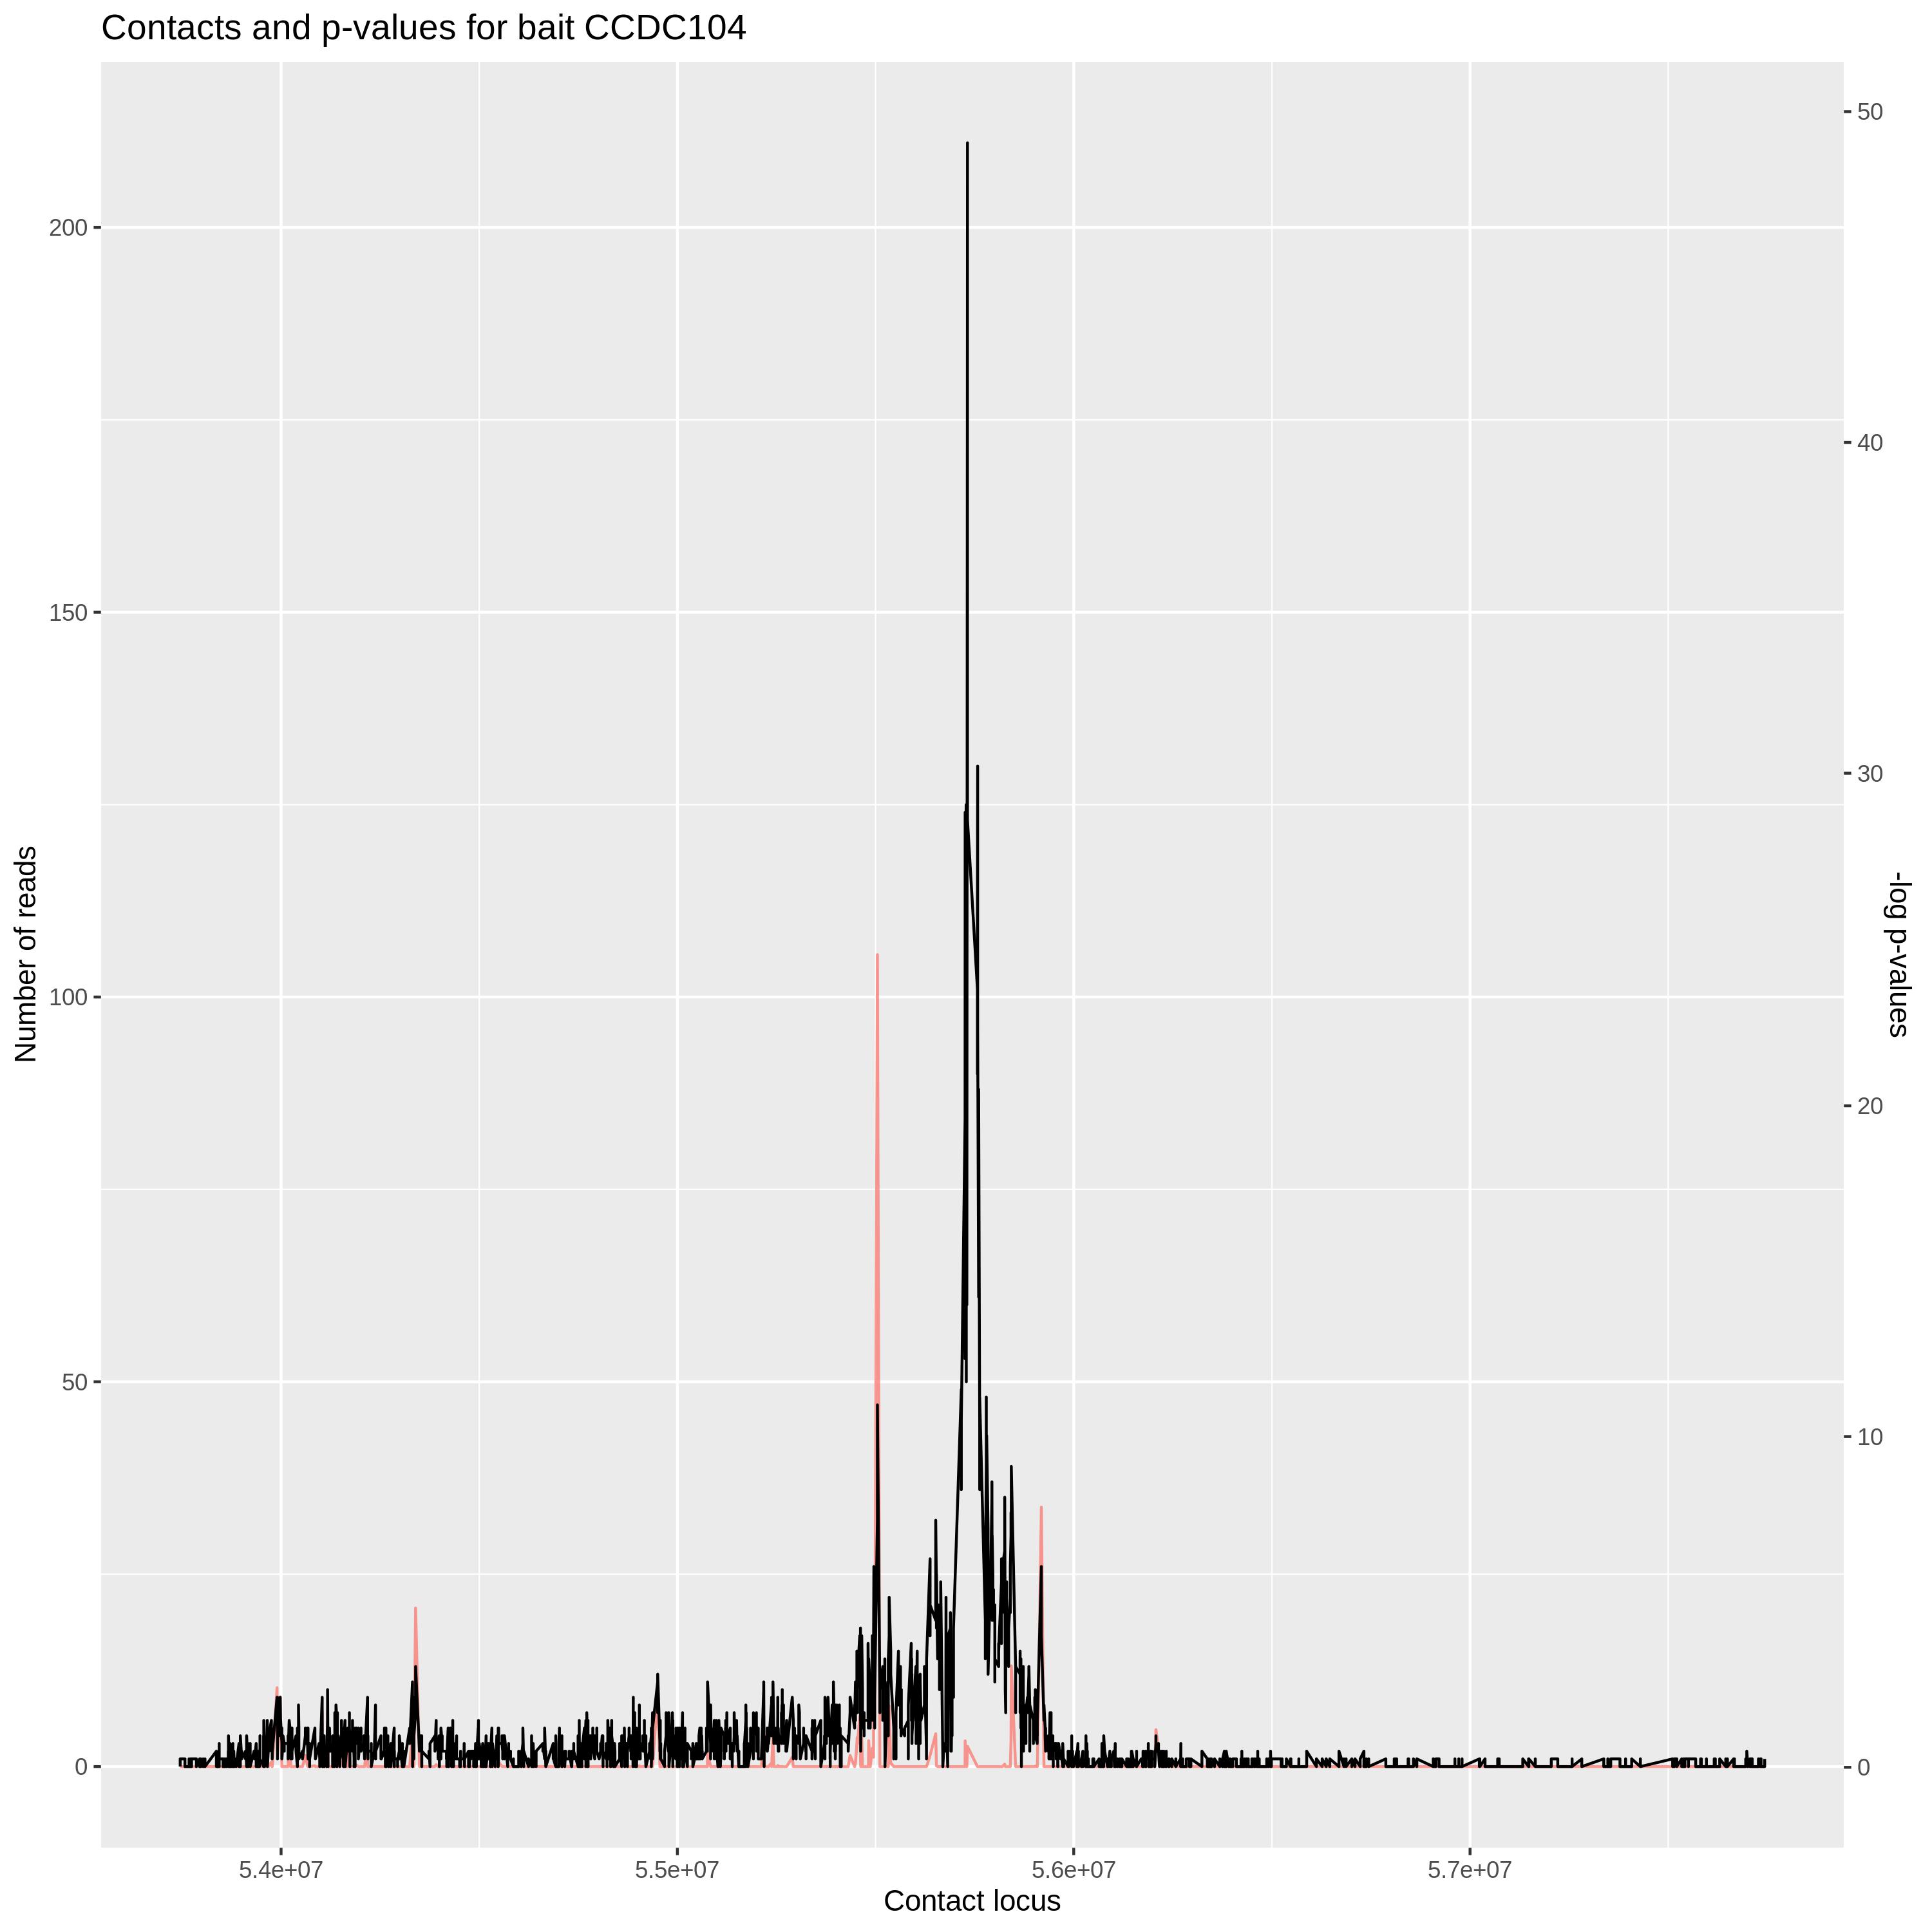 Contacts and p-values for bait CCDC104
Number of reads
200
150
100
50
0
50
40
30
20
10
0
-log p-values
5.4e+07
5.5e+07
5.6e+07
5.7e+07
Contact locus